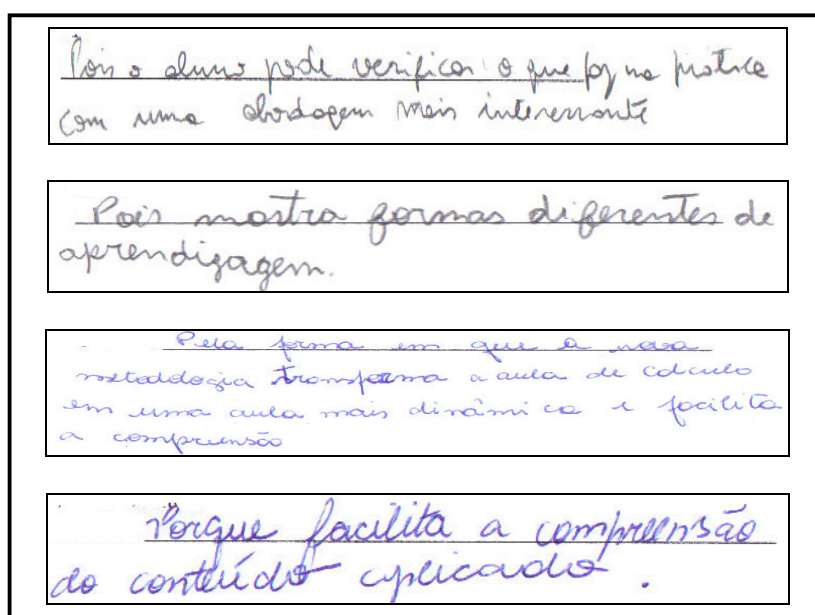 Pois o aluno pode verificar o que faz na prática
com uma abordagem mais interessante
Pois mostra formas diferentes de
aprendizagem.
Pela forma em que a nova
metodologia transforma a aula de calculo
em uma aula mais dinâmica e facilita
a compreensão
Porque facilita a compreensão
do conteúdo aplicado.